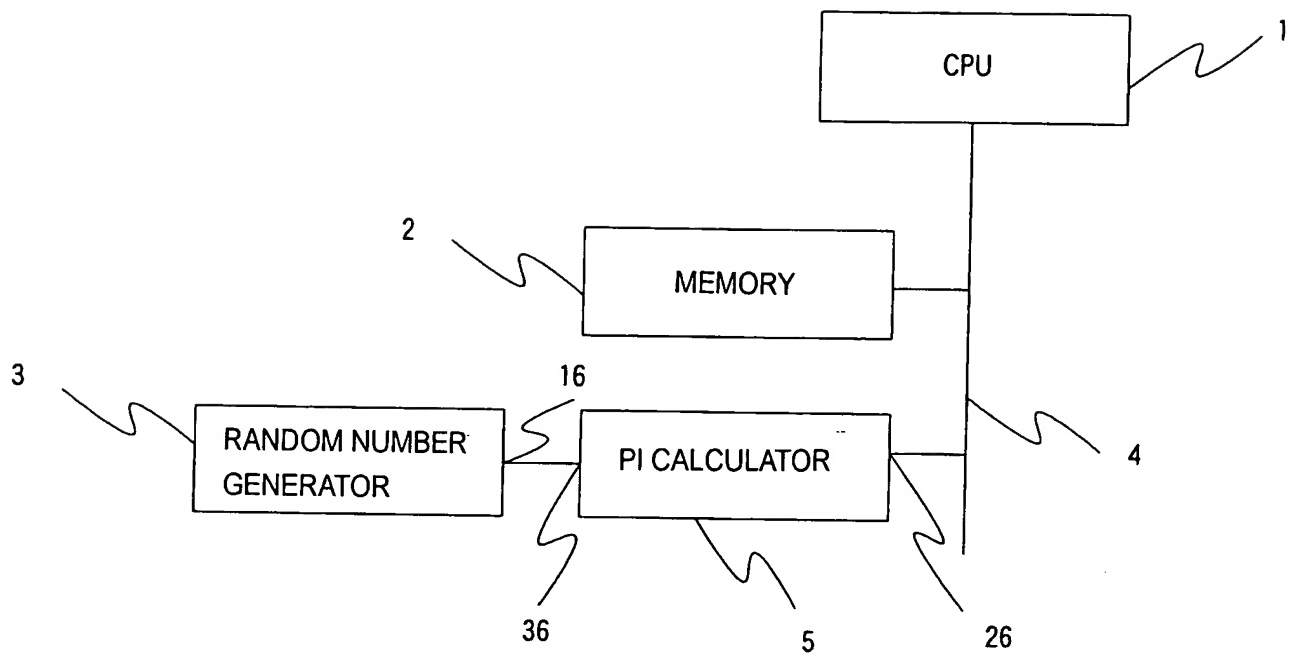 1
CPU
2
MEMORY
3
16
RANDOM NUMBER
GENERATOR
PI CALCULATOR
4
36
5
26